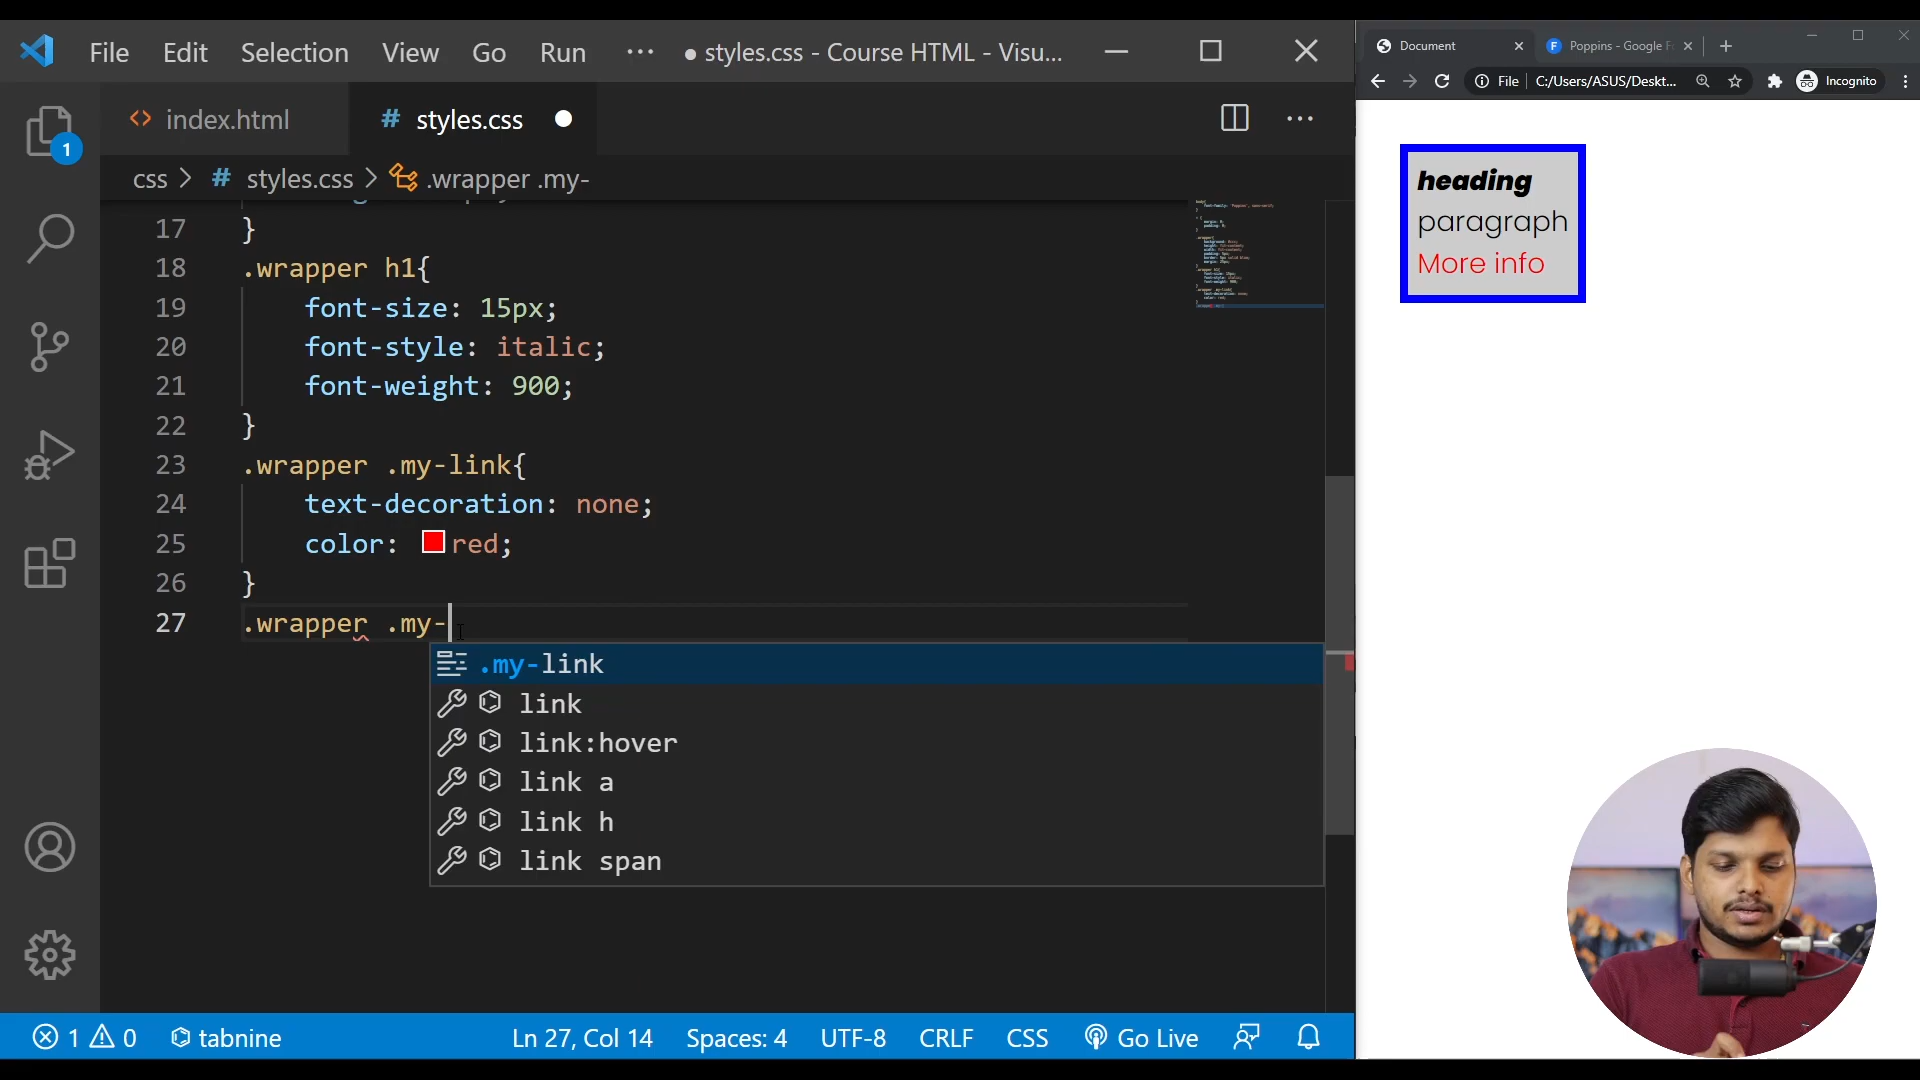 File Edit Selection View Go Run ··· ● styles.css - Course HTML - Visu...
index.html # styles.css
css > # styles.css > .wrapper .my-
1
17 }
18 .wrapper h1{
19 font-size: 15px;
20 font-style: italic;
21 font-weight: 900;
22 }
23 .wrapper .my-link{
24 text-decoration: none;
25 color: red;
26 }
27 .wrapper .my-
.my-link
link
link:hover
link a
link h
link span
1 0 tabnine Ln 27, Col 14 Spaces: 4 UTF-8 CRLF CSS Go Live
Document Poppins - Google F
File C:/Users/ASUS/Deskt... Incognito
heading
paragraph
More info